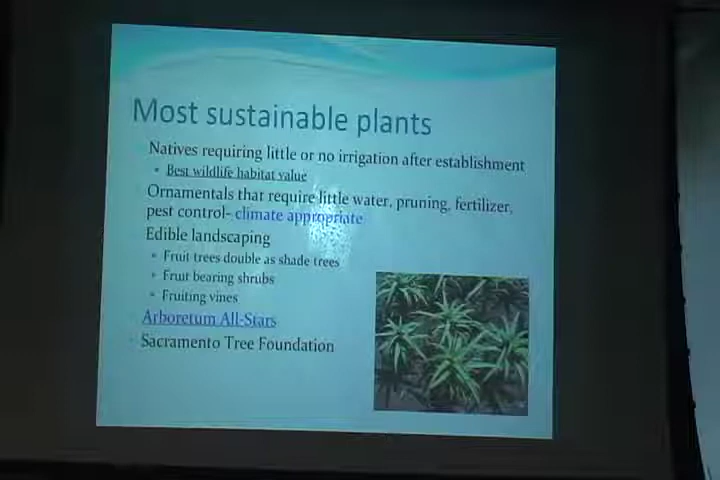 Most sustainable plants
Natives requiring little or no irrigation after establishment
• Best wildlife habitat value
Ornamentals that require little water, pruning, fertilizer,
pest control- climate appropriate
Edible landscaping
• Fruit trees double as shade trees
• Fruit bearing shrubs
• Fruiting vines
Arboretum All-Stars
Sacramento Tree Foundation